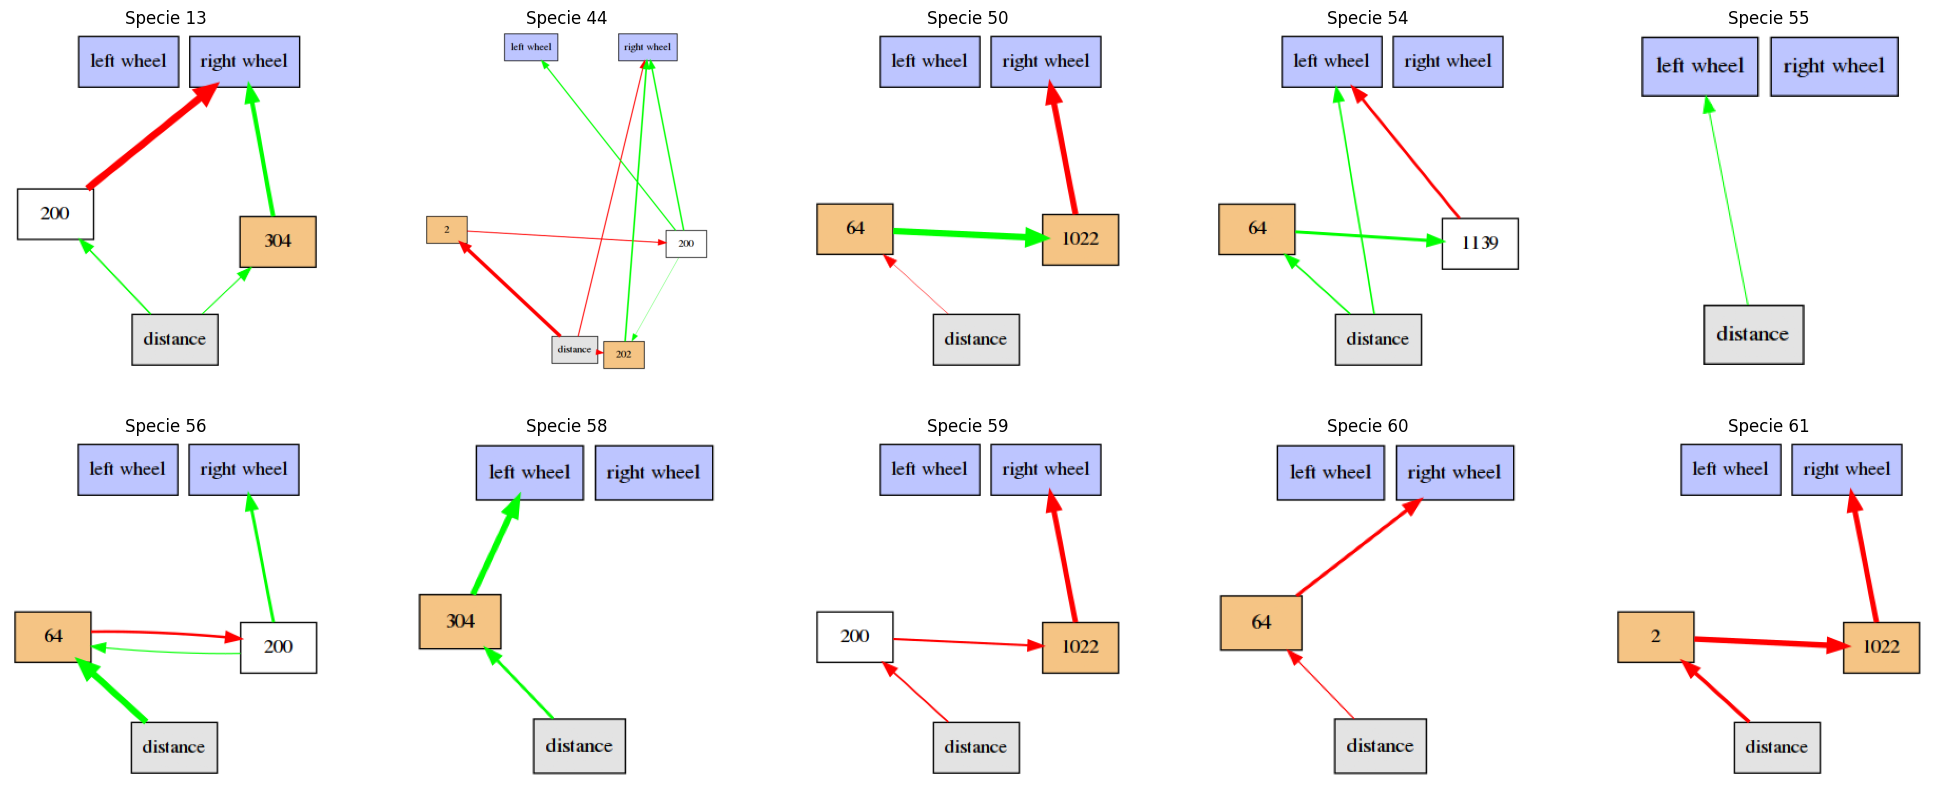 Specie 13
left wheel
right wheel
200
304
distance
Specie 44
left wheel
right wheel
2
200
distance
202
Specie 50
left wheel
right wheel
64
1022
distance
Specie 54
left wheel
right wheel
64
1139
distance
Specie 55
left wheel
right wheel
distance
Specie 56
left wheel
right wheel
64
200
distance
Specie 58
left wheel
right wheel
304
distance
Specie 59
left wheel
right wheel
200
1022
distance
Specie 60
left wheel
right wheel
64
distance
Specie 61
left wheel
right wheel
2
1022
distance